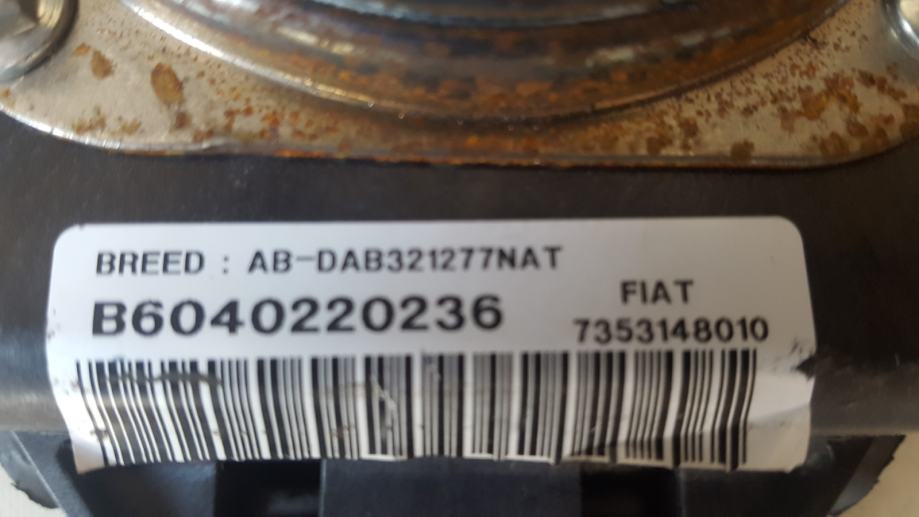 BREED : AB-DAB321277NAT
B6040220236
FIAT
7353148010